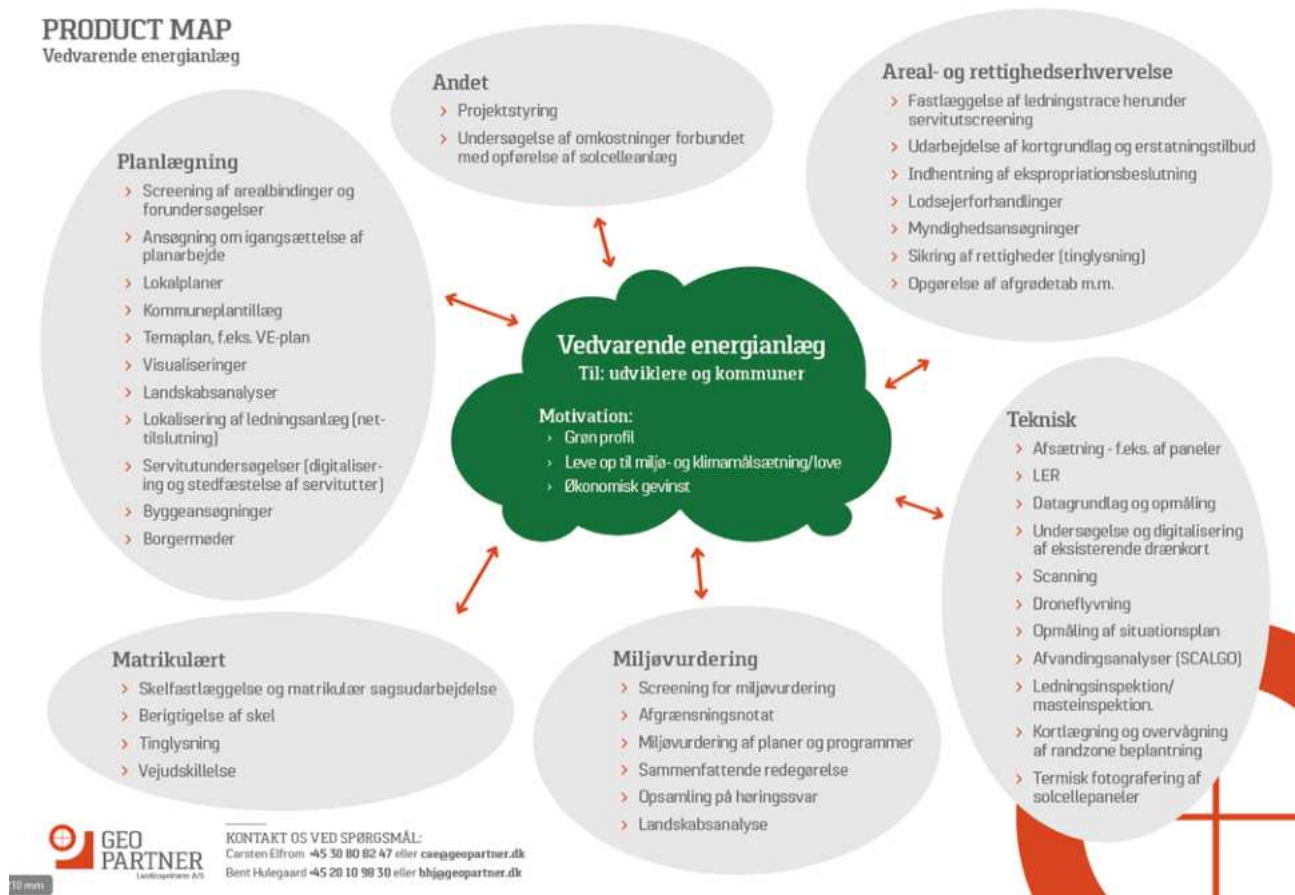 PRODUCT MAP
Vedvarende energianlæg
Andet
Projektstyring
Undersøgelse af omkostninger forbundet
med opførelse af solcelleanlæg
Areal- og rettighedserhvervelse
Fastlæggelse af ledningstrace herunder
servitutscreening
Udarbejdelse af kortgrundlag og erstatningstilbud
Indhentning af ekspropriationsbeslutning
Lodsejerforhandlinger
Myndighedsansøgninger
Sikring af rettigheder (tinglysning)
Opgørelse af afgrødetab m.m.
Planlægning
Screening af arealbindinger og
forundersøgelser
Ansøgning om igangsættelse af
planarbejde
Lokalplaner
Kommuneplantillæg
Temaplan, f.eks. VE-plan
Visualiseringer
Landskabsanalyser
Lokalisering af ledningsanlæg (net-
tilslutning)
Servitutundersøgelser (digitaliser-
ing og stedfæstelse af servitutter)
Byggeansøgninger
Borgermøder
Vedvarende energianlæg
Til: udviklere og kommuner
Motivation:
Grøn profil
Leve op til miljø- og klimamålsætning/love
Økonomisk gevinst
Teknisk
Afsætning - f.eks. af paneler
LER
Datagrundlag og opmåling
Undersøgelse og digitalisering
af eksisterende drænkort
Scanning
Droneflyvning
Opmåling af situationsplan
Afvandingsanalyser (SCALGO)
Ledningsinspektion/
masteinspektion.
Kortlægning og overvågning
af randzone beplantning
Termisk fotografering af
solcellepaneler
Matrikulært
Skelfastlæggelse og matrikulær sagsudarbejdelse
Berigtigelse af skel
Tinglysning
Vejudskillelse
Miljøvurdering
Screening for miljøvurdering
Afgrænsningsnotat
Miljøvurdering af planer og programmer
Sammenfattende redegørelse
Opsamling på høringssvar
Landskabsanalyse
GEO
PARTNER
Landinspektører A/S
KONTAKT OS VED SPØRGSMÅL:
Carsten Elfrom +45 30 80 82 47 eller cae@geopartner.dk
Bent Hulegaard +45 20 10 98 30 eller bhj@geopartner.dk